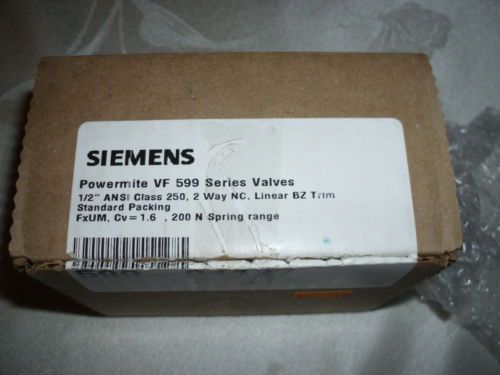 SIEMENS
Powermite VF 599 Series Valves
1/2" ANSI Class 250, 2 Way NC, Linear BZ Trim
Standard Packing
FxUM, Cv=1.6 , 200 N Spring range